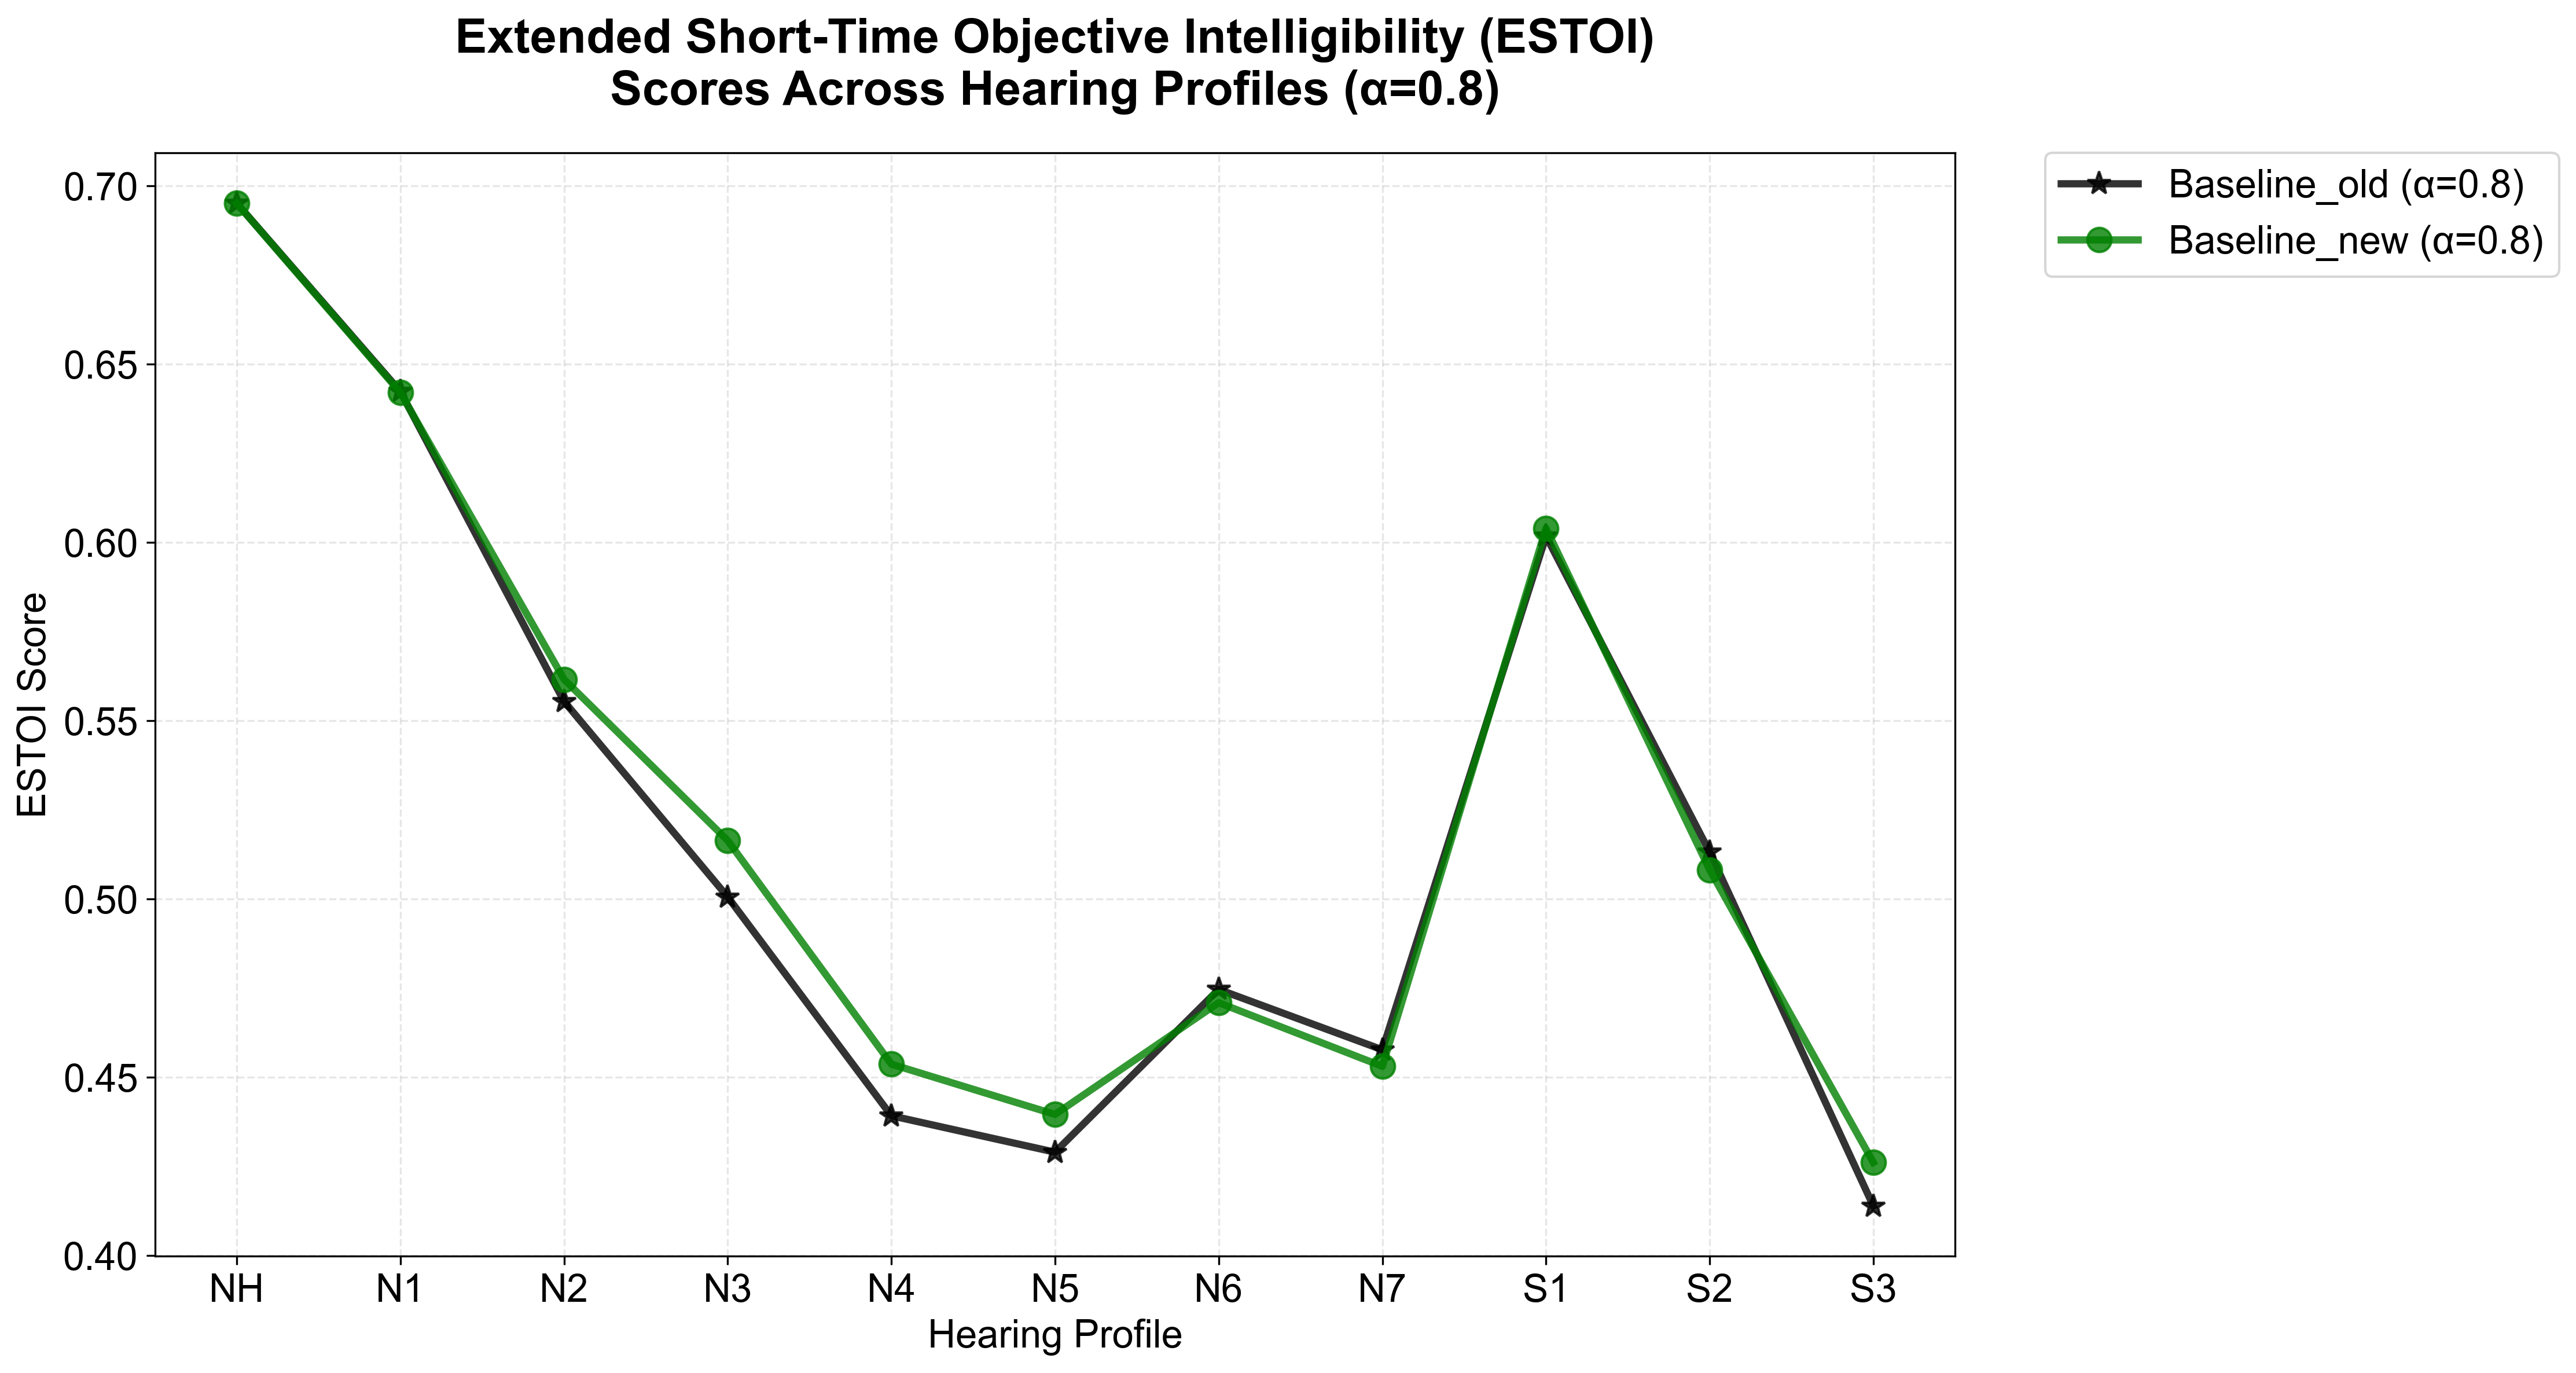 Extended Short-Time Objective Intelligibility (ESTOI)
Scores Across Hearing Profiles (α=0.8)
Baseline_old (α=0.8)
Baseline_new (α=0.8)
ESTOI Score
0.70
0.65
0.60
0.55
0.50
0.45
0.40
NH N1 N2 N3 N4 N5 N6 N7 S1 S2 S3
Hearing Profile